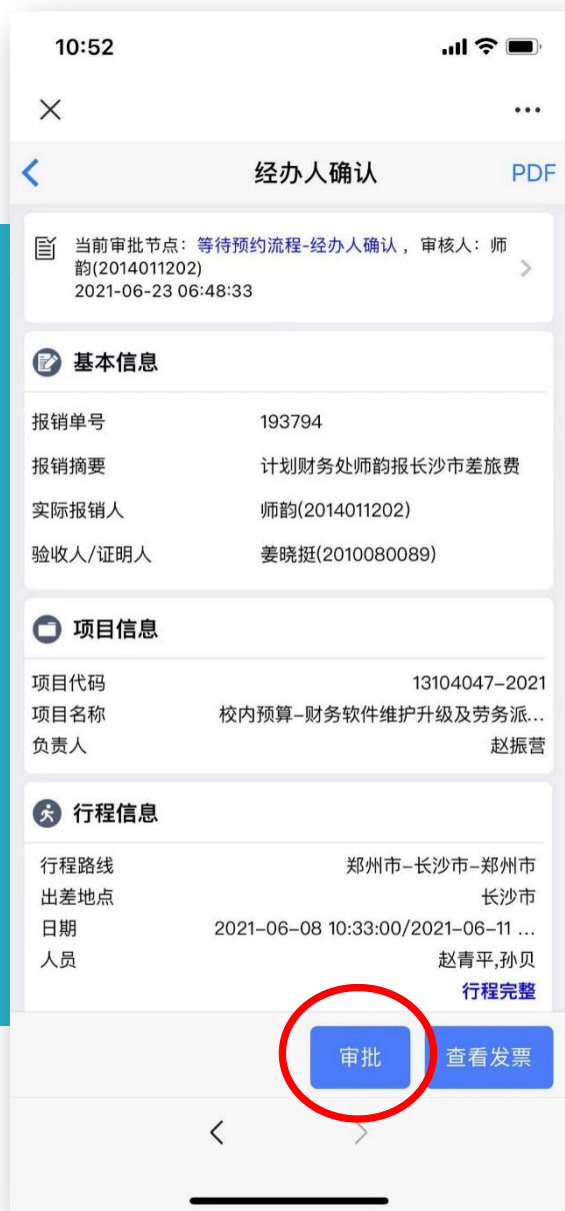 10:52
经办人确认
PDF
当前审批节点：等待预约流程-经办人确认，审核人：师
韵(2014011202)
2021-06-23 06:48:33
基本信息
报销单号 193794
报销摘要 计划财务处师韵报长沙市差旅费
实际报销人 师韵(2014011202)
验收人/证明人 姜晓挺(2010080089)
项目信息
项目代码 13104047-2021
项目名称 校内预算-财务软件维护升级及劳务派...
负责人 赵振营
行程信息
行程路线 郑州市-长沙市-郑州市
出差地点 长沙市
日期 2021-06-08 10:33:00/2021-06-11 ...
人员 赵青平,孙贝
行程完整
审批
查看发票